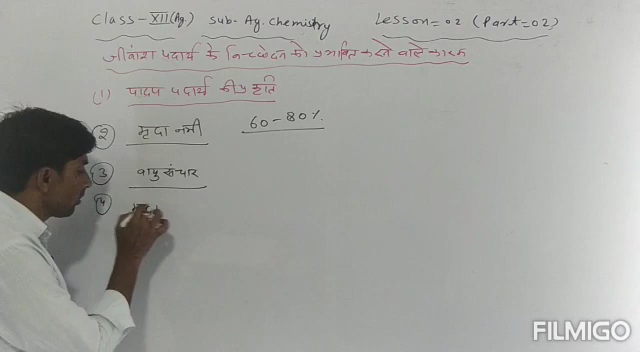 Class-XII(Ag) Sub-Ag.Chemistry Lesson=02 (Part=02)
जीवांश पदार्थ के विच्छेदन को प्रभावित करने वाले कारक
(1) पादप पदार्थ की प्रकृति
2 मृदा नमी 60-80%
3 वायु संचार
4
FILMIGO